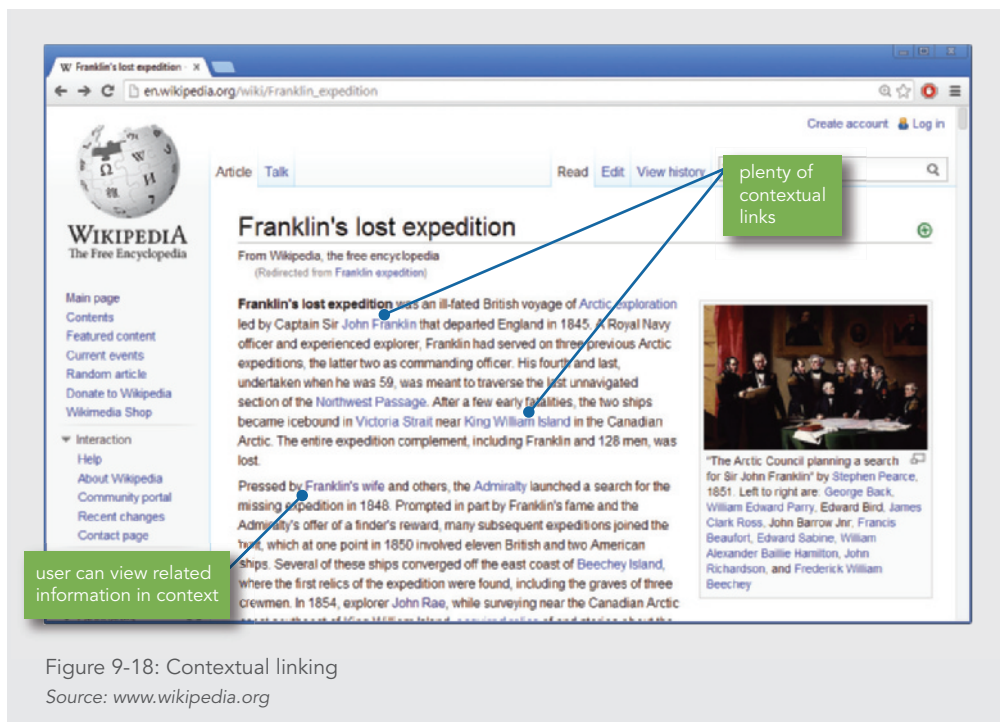 W Franklin's lost expedition - x
en.wikipedia.org/wiki/Franklin_expedition
Create account Log in
Article Talk Read Edit View history
plenty of
contextual
links
WIKIPEDIA
The Free Encyclopedia
Main page
Contents
Featured content
Current events
Random article
Donate to Wikipedia
Wikimedia Shop
Interaction
Help
About Wikipedia
Community portal
Recent changes
Contact page
Franklin's lost expedition
From Wikipedia, the free encyclopedia
(Redirected from Franklin expedition)
Franklin's lost expedition was an ill-fated British voyage of Arctic exploration
led by Captain Sir John Franklin that departed England in 1845. A Royal Navy
officer and experienced explorer, Franklin had served on three previous Arctic
expeditions, the latter two as commanding officer. His fourth and last,
undertaken when he was 59, was meant to traverse the last unnavigated
section of the Northwest Passage. After a few early fatalities, the two ships
became icebound in Victoria Strait near King William Island in the Canadian
Arctic. The entire expedition complement, including Franklin and 128 men, was
lost.
Pressed by Franklin's wife and others, the Admiralty launched a search for the
missing expedition in 1848. Prompted in part by Franklin's fame and the
Admiralty's offer of a finder's reward, many subsequent expeditions joined the
hunt, which at one point in 1850 involved eleven British and two American
ships. Several of these ships converged off the east coast of Beechey Island,
where the first relics of the expedition were found, including the graves of three
crewmen. In 1854, explorer John Rae, while surveying near the Canadian Arctic
"The Arctic Council planning a search
for Sir John Franklin" by Stephen Pearce,
1851. Left to right are: George Back,
William Edward Parry, Edward Bird, James
Clark Ross, John Barrow Jnr, Francis
Beaufort, Edward Sabine, William
Alexander Baillie Hamilton, John
Richardson, and Frederick William
Beechey
user can view related
information in context
Figure 9-18: Contextual linking
Source: www.wikipedia.org